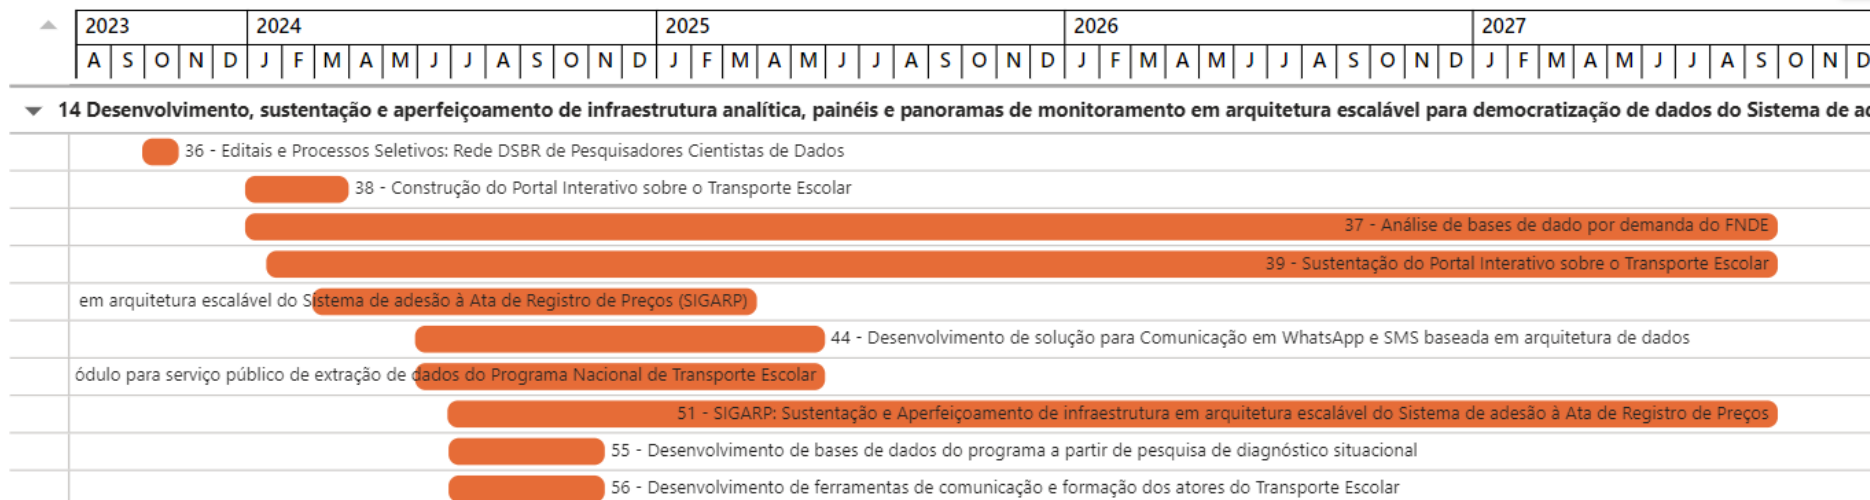 2023 2024 2025 2026 2027
A S O N D J F M A M J J A S O N D J F M A M J J A S O N D J F M A M J J A S O N D J F M A M J J A S O N D
14 Desenvolvimento, sustentação e aperfeiçoamento de infraestrutura analítica, painéis e panoramas de monitoramento em arquitetura escalável para democratização de dados do Sistema de ad
36 - Editais e Processos Seletivos: Rede DSBR de Pesquisadores Cientistas de Dados
38 - Construção do Portal Interativo sobre o Transporte Escolar
37 - Análise de bases de dado por demanda do FNDE
39 - Sustentação do Portal Interativo sobre o Transporte Escolar
em arquitetura escalável do Sistema de adesão à Ata de Registro de Preços (SIGARP)
44 - Desenvolvimento de solução para Comunicação em WhatsApp e SMS baseada em arquitetura de dados
ódulo para serviço público de extração de dados do Programa Nacional de Transporte Escolar
51 - SIGARP: Sustentação e Aperfeiçoamento de infraestrutura em arquitetura escalável do Sistema de adesão à Ata de Registro de Preços
55 - Desenvolvimento de bases de dados do programa a partir de pesquisa de diagnóstico situacional
56 - Desenvolvimento de ferramentas de comunicação e formação dos atores do Transporte Escolar